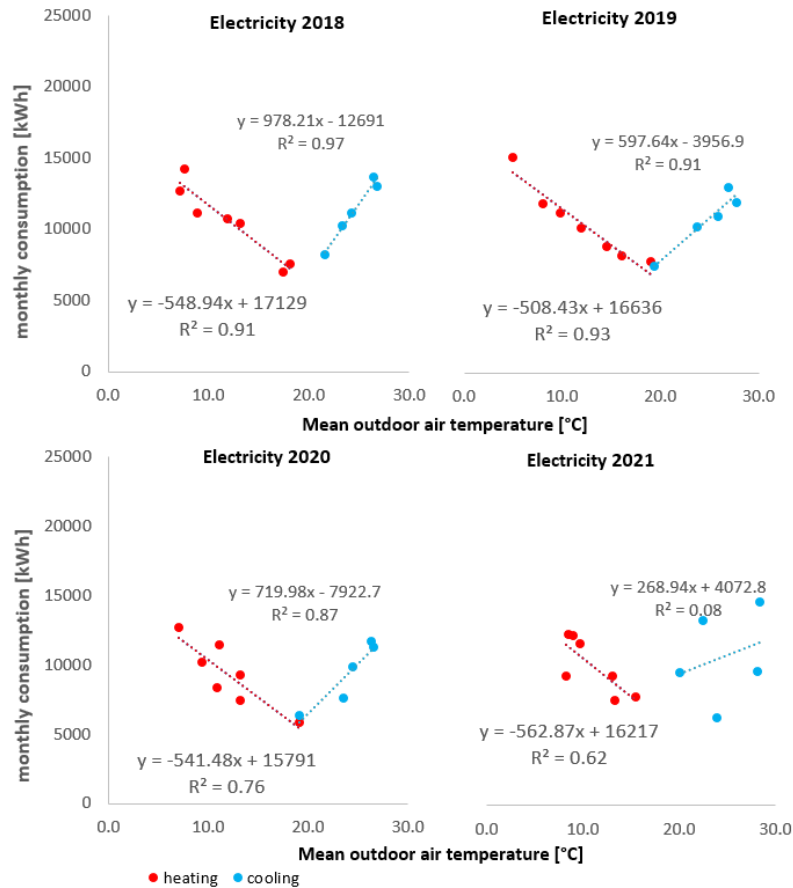 Electricity 2018
Electricity 2019
monthly consumption [kWh]
25000
20000
15000
10000
5000
0
y = 978.21x - 12691
R² = 0.97
y = -548.94x + 17129
R² = 0.91
y = 597.64x - 3956.9
R² = 0.91
y = -508.43x + 16636
R² = 0.93
0.0 10.0 20.0 30.0
0.0 10.0 20.0 30.0
Mean outdoor air temperature [°C]
Electricity 2020
Electricity 2021
monthly consumption [kWh]
25000
20000
15000
10000
5000
0
y = 719.98x - 7922.7
R² = 0.87
y = -541.48x + 15791
R² = 0.76
y = 268.94x + 4072.8
R² = 0.08
y = -562.87x + 16217
R² = 0.62
0.0 10.0 20.0 30.0
0.0 10.0 20.0 30.0
Mean outdoor air temperature [°C]
heating cooling